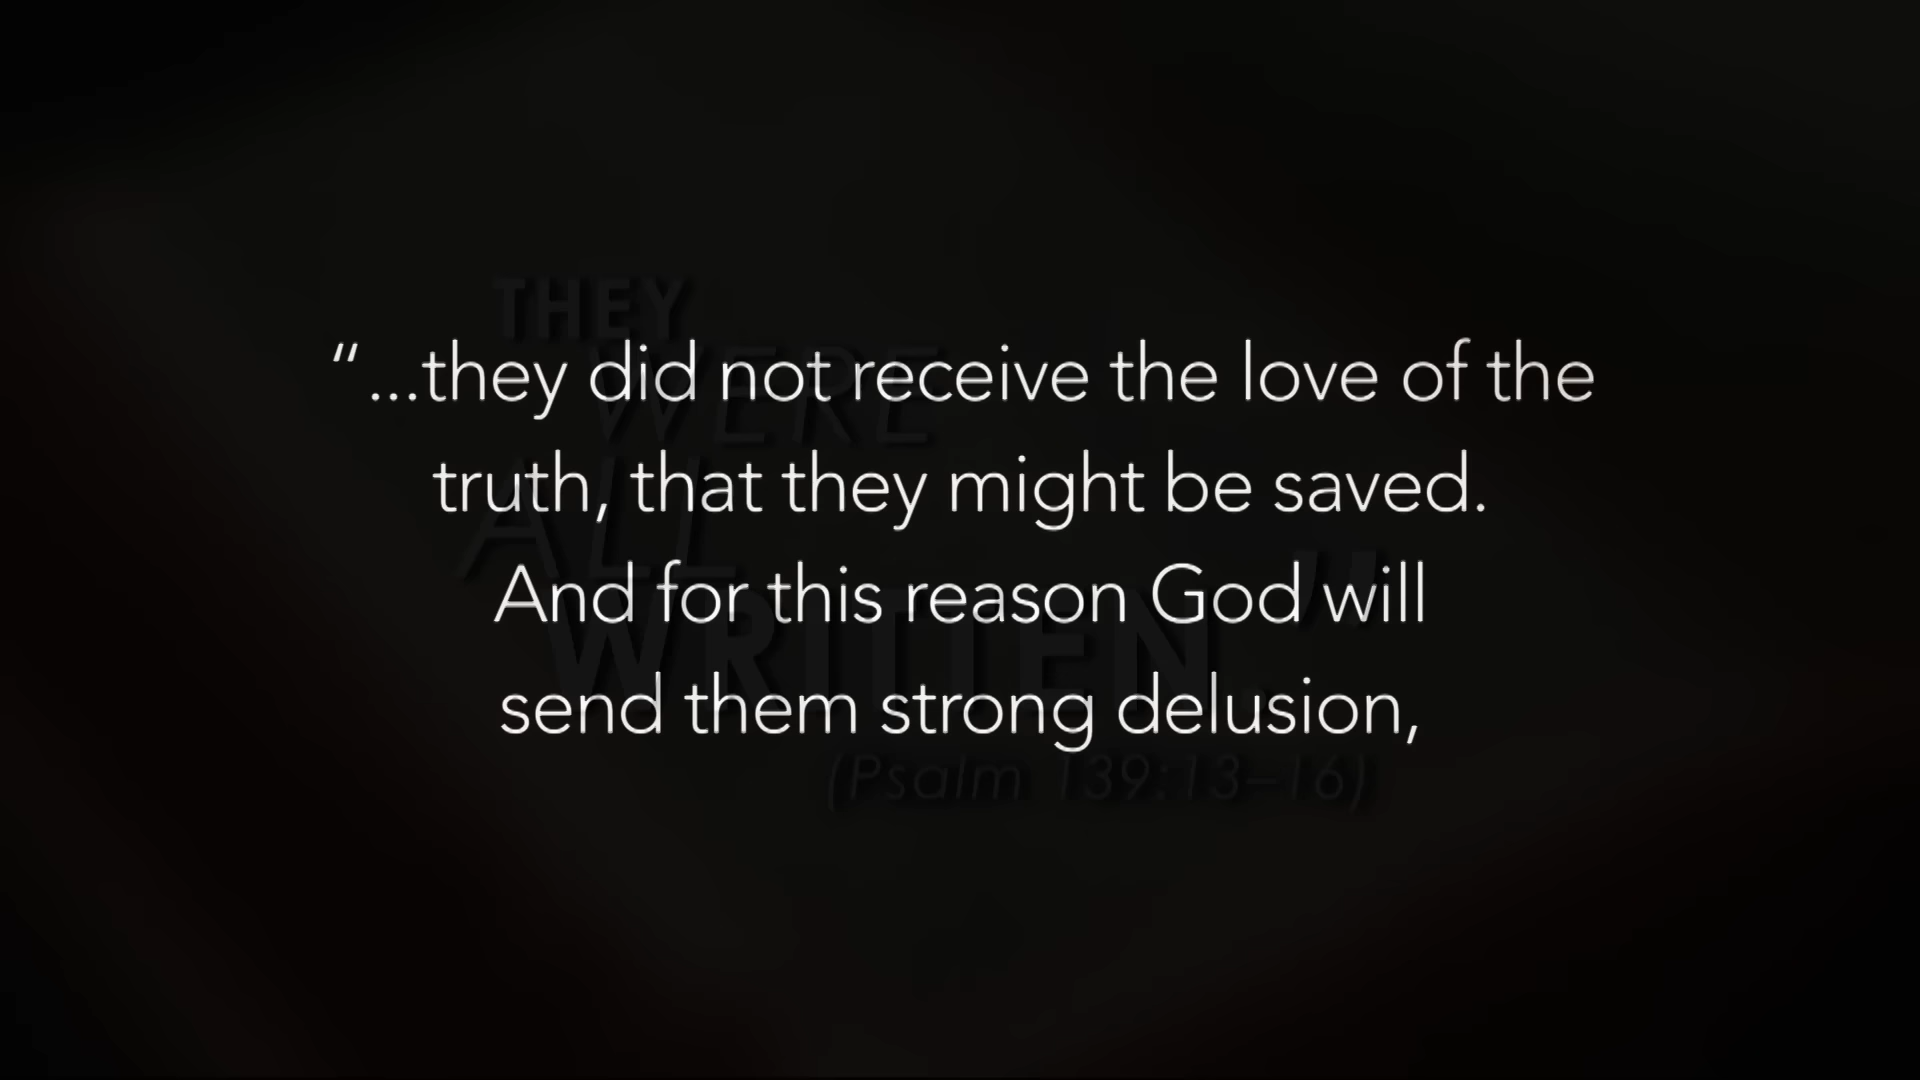 “...they did not receive the love of the
truth, that they might be saved.
And for this reason God will
send them strong delusion,
THEY
WERE
ALL
WRITTEN."
(Psalm 139:13–16)